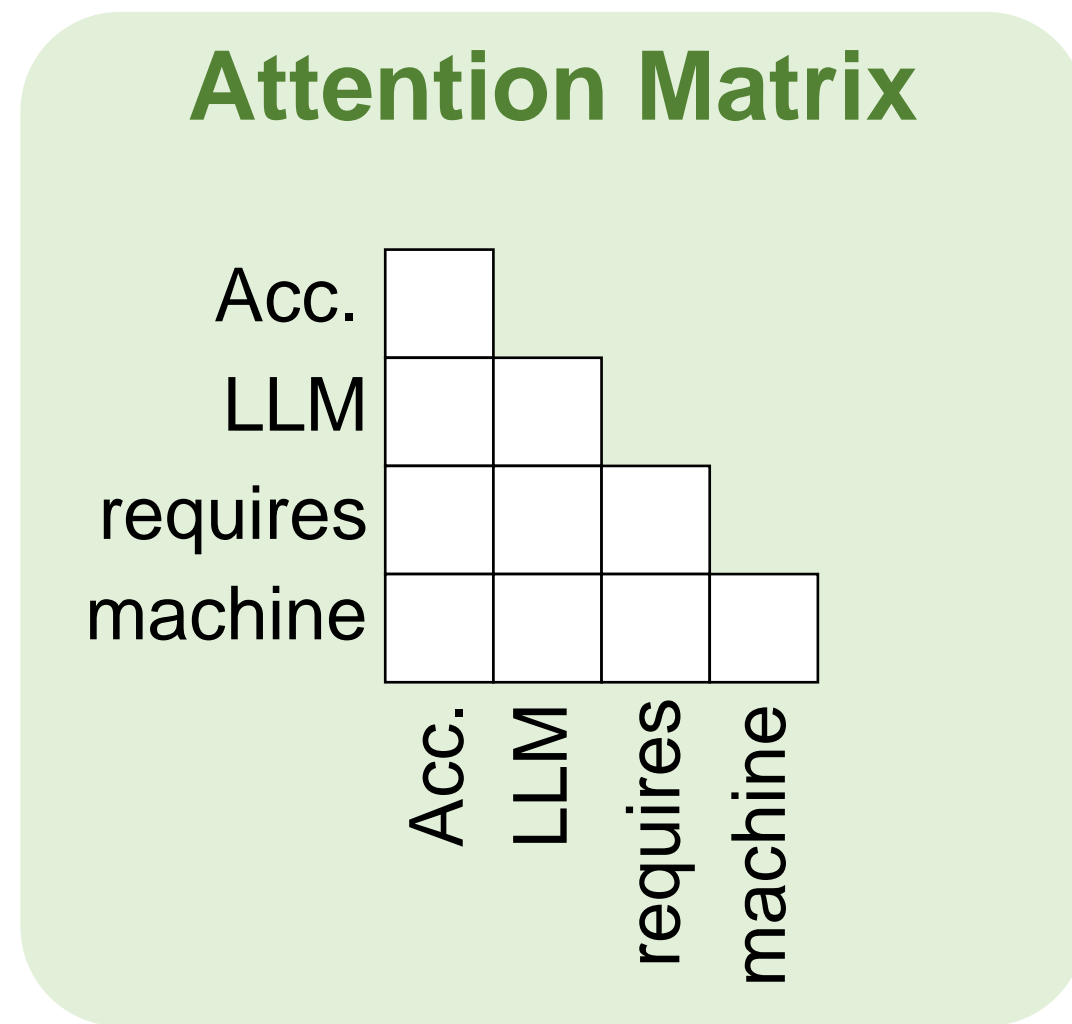 Attention Matrix
Acc.
LLM
requires
machine
Acc.
LLM
requires
machine